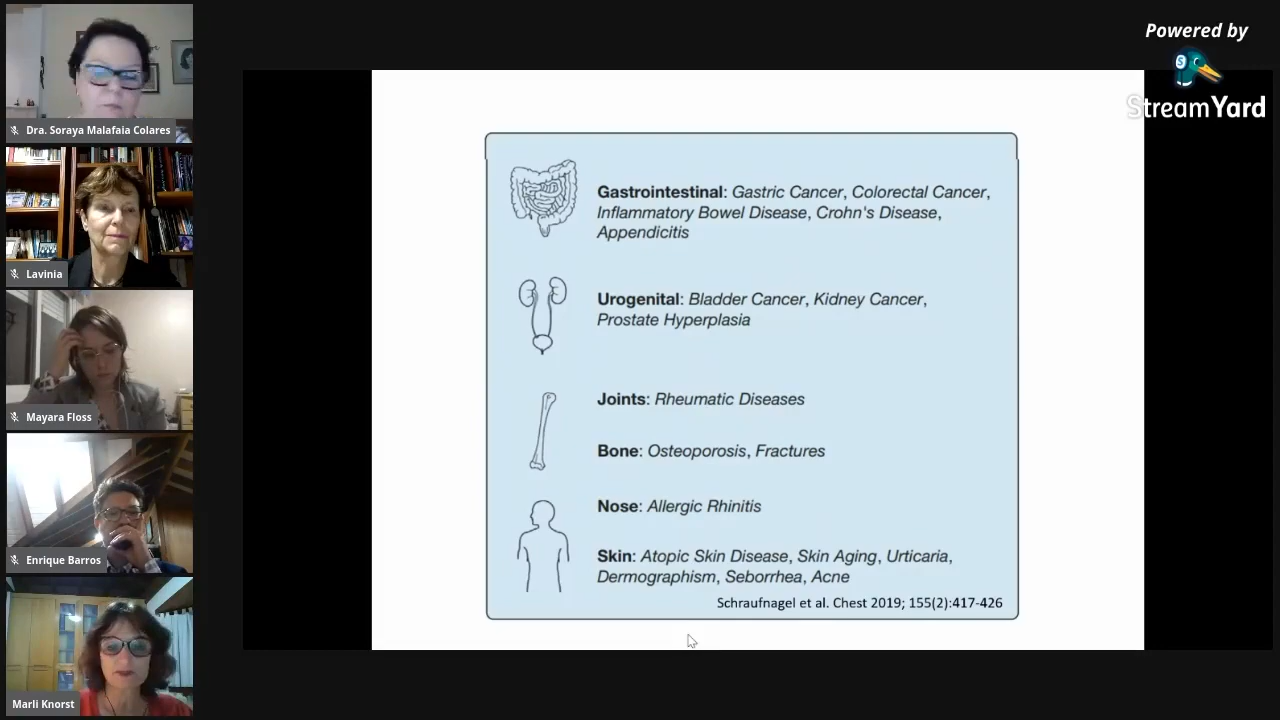 Powered by
StreamYard
Dra. Soraya Malafaia Colares
Lavinia
Mayara Floss
Enrique Barros
Marli Knorst
Gastrointestinal: Gastric Cancer, Colorectal Cancer,
Inflammatory Bowel Disease, Crohn's Disease,
Appendicitis
Urogenital: Bladder Cancer, Kidney Cancer,
Prostate Hyperplasia
Joints: Rheumatic Diseases
Bone: Osteoporosis, Fractures
Nose: Allergic Rhinitis
Skin: Atopic Skin Disease, Skin Aging, Urticaria,
Dermographism, Seborrhea, Acne
Schraufnagel et al. Chest 2019; 155(2):417-426